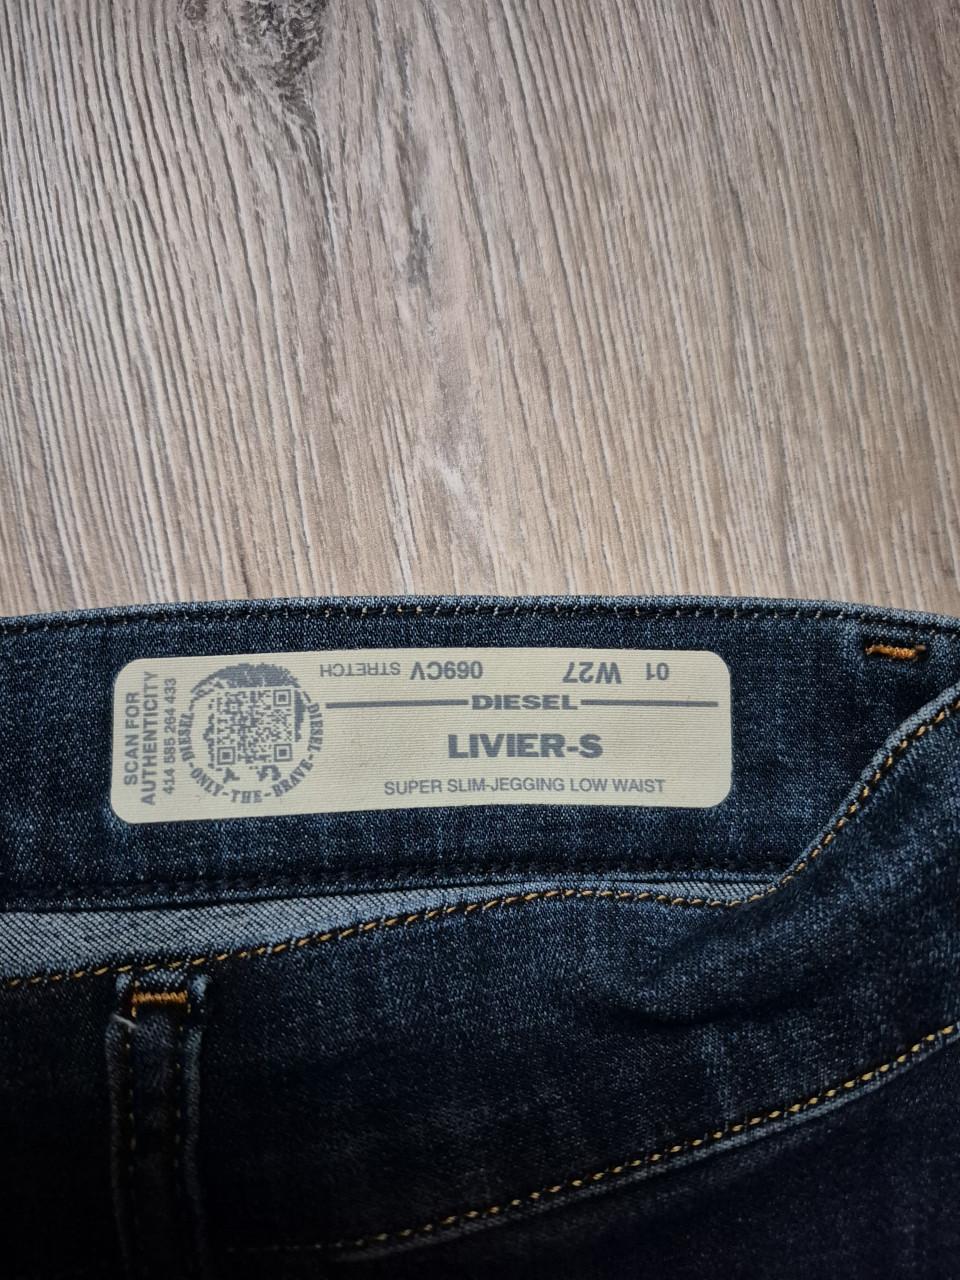 SCAN FOR
AUTHENTICITY
414 585 264 433
DIESEL-ONLY-THE-BRAVE-DIESEL
01 W27 069CV STRETCH
DIESEL
LIVIER-S
SUPER SLIM-JEGGING LOW WAIST